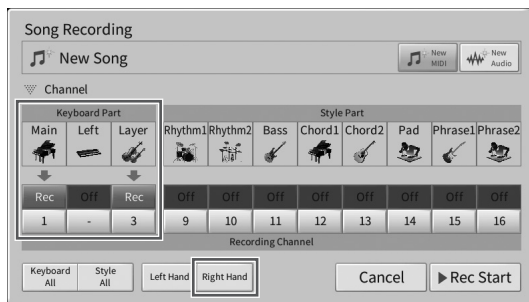 Song Recording
New Song
New MIDI
New Audio
Channel
Keyboard Part
Style Part
Main Left Layer Rhythm1 Rhythm2 Bass Chord1 Chord2 Pad Phrase1 Phrase2
Rec Off Rec Off Off Off Off Off Off Off Off
1 - 3 9 10 11 12 13 14 15 16
Recording Channel
Keyboard All
Style All
Left Hand
Right Hand
Cancel
Rec Start